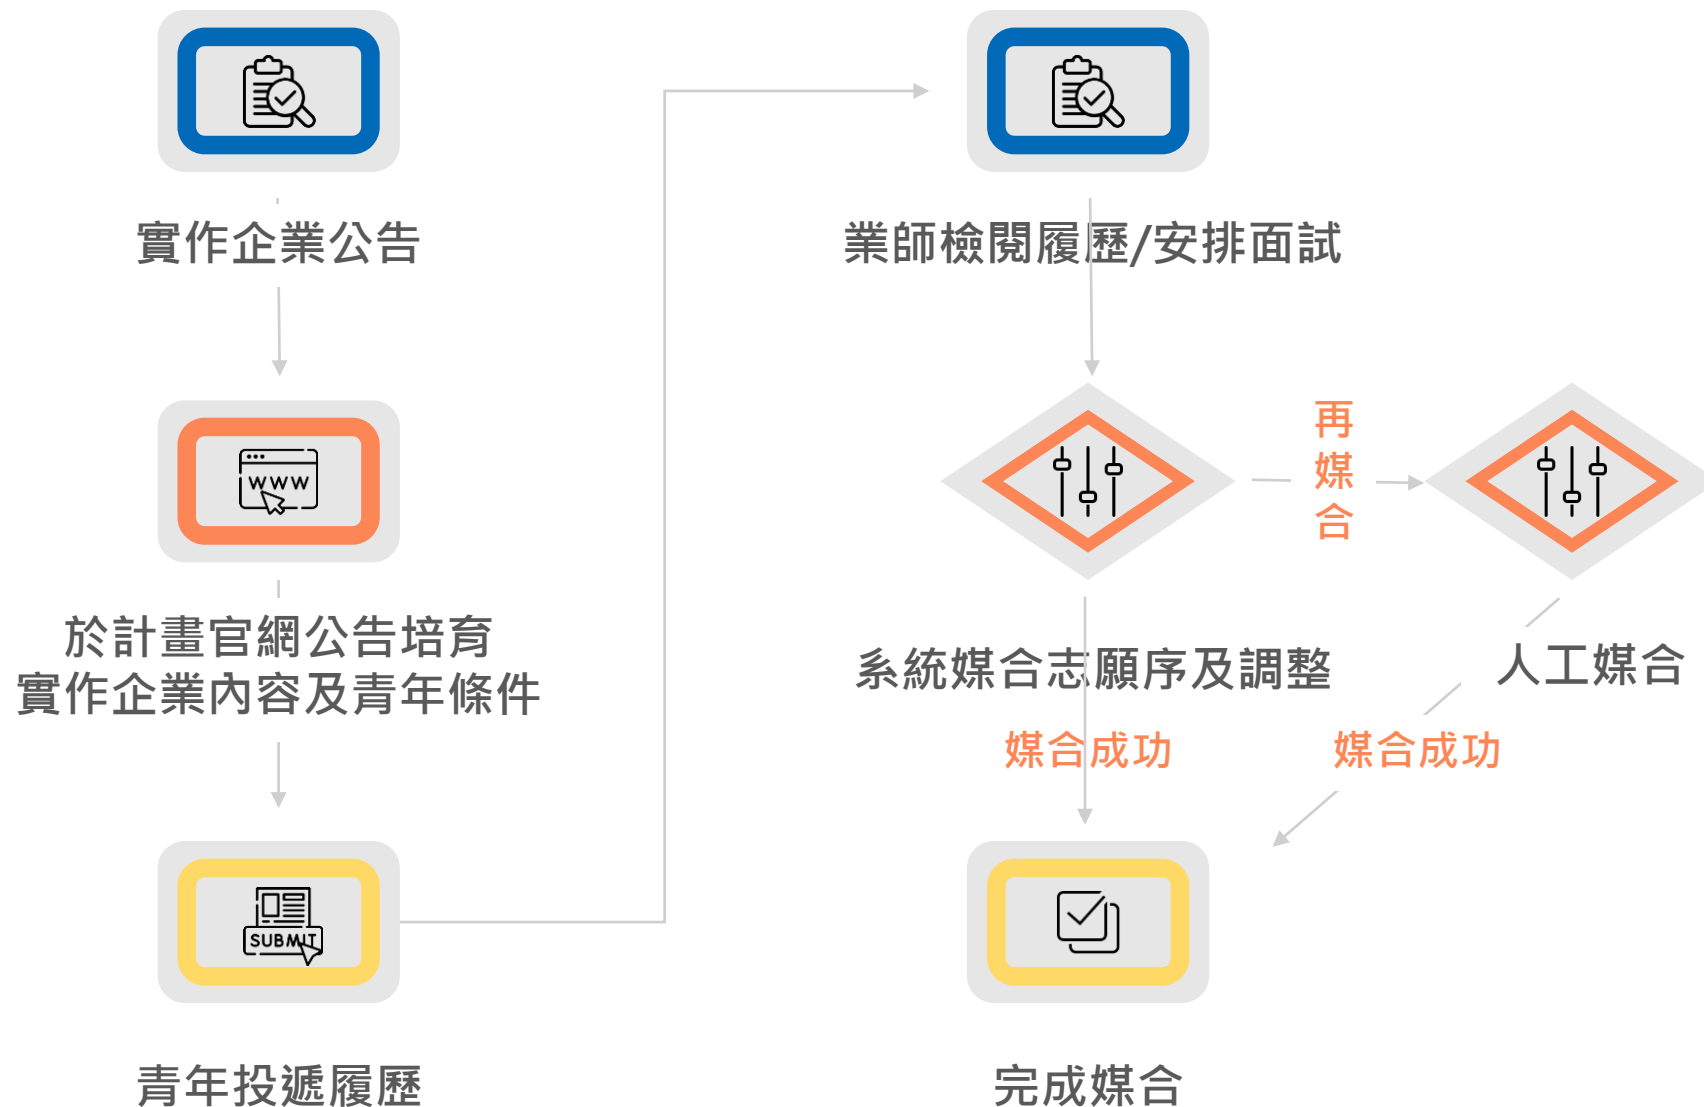 實作企業公告
WWW
於計畫官網公告培育
實作企業內容及青年條件
SUBMIT
青年投遞履歷
業師檢閱履歷/安排面試
再
媒
合
系統媒合志願序及調整
人工媒合
媒合成功
媒合成功
完成媒合